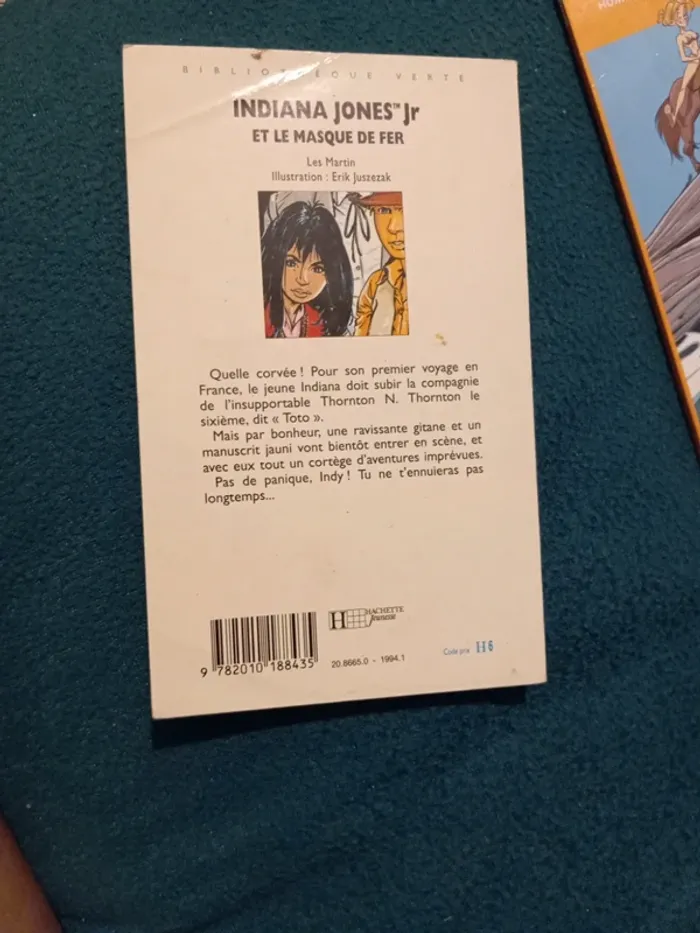 BIBLIOTHÈQUE VERTE
INDIANA JONES™ Jr
ET LE MASQUE DE FER
Les Martin
Illustration : Erik Juszezak
Quelle corvée ! Pour son premier voyage en
France, le jeune Indiana doit subir la compagnie
de l'insupportable Thornton N. Thornton le
sixième, dit « Toto ».
Mais par bonheur, une ravissante gitane et un
manuscrit jauni vont bientôt entrer en scène, et
avec eux tout un cortège d'aventures imprévues.
Pas de panique, Indy ! Tu ne t'ennuieras pas
longtemps...
H HACHETTE
Jeunesse
9 782010 188435
20.8665.0 - 1994.1
Code prix H6